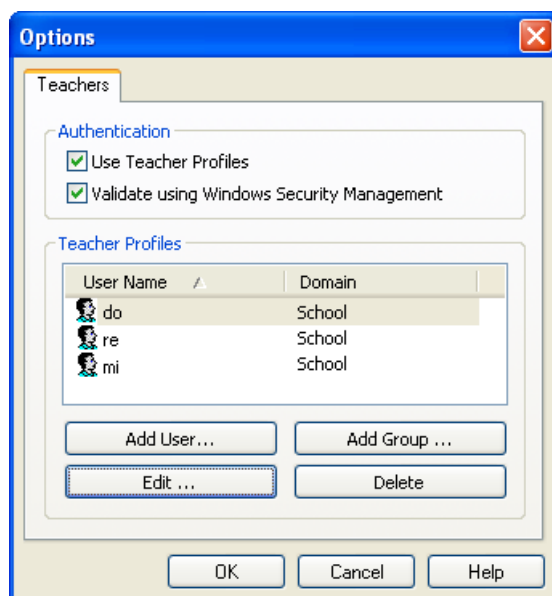 Options
Teachers
Authentication
Use Teacher Profiles
Validate using Windows Security Management
Teacher Profiles
User Name Domain
do School
re School
mi School
Add User... Add Group ...
Edit ... Delete
OK Cancel Help